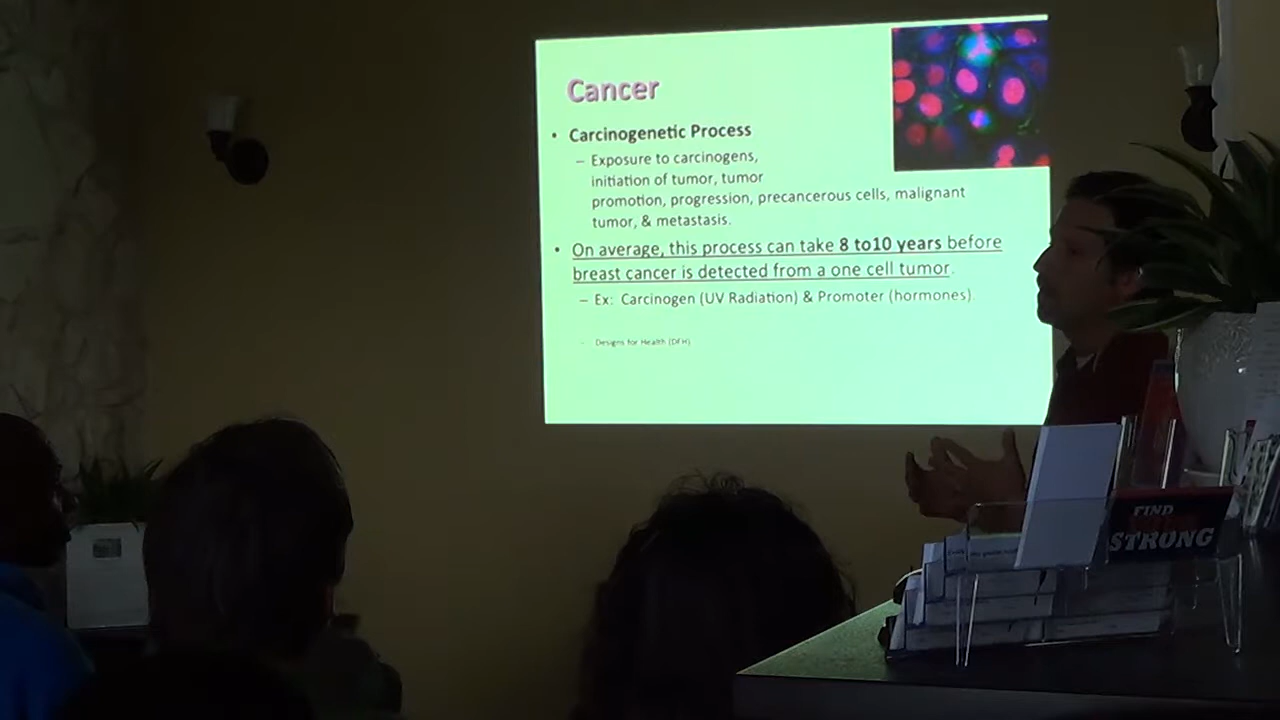 Cancer
• Carcinogenetic Process
– Exposure to carcinogens,
initiation of tumor, tumor
promotion, progression, precancerous cells, malignant
tumor, & metastasis.
• On average, this process can take 8 to10 years before
breast cancer is detected from a one cell tumor.
– Ex: Carcinogen (UV Radiation) & Promoter (hormones).
- Designs for Health (DFH)
FIND
STRONG